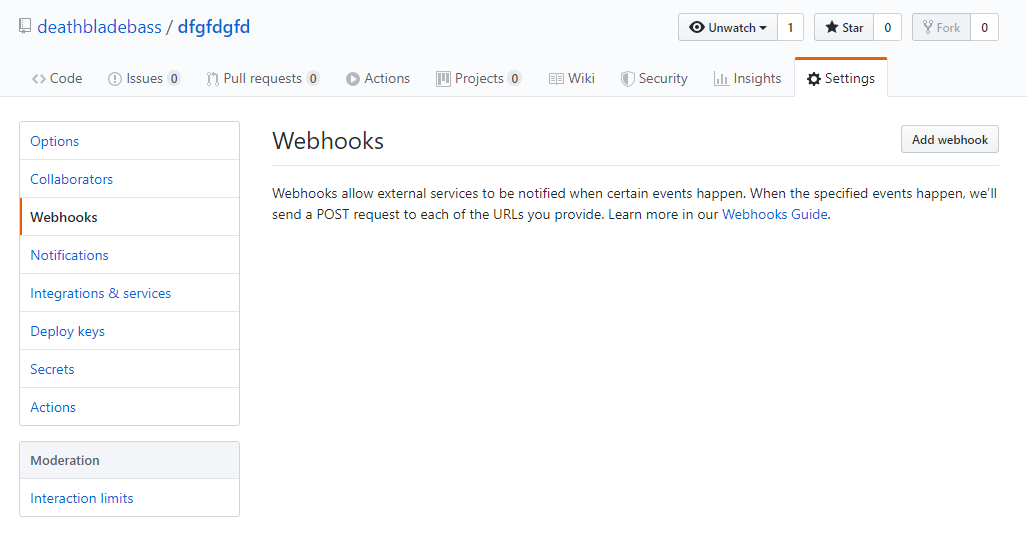 deathbladebass / dfgfdgfd
Unwatch 1 Star 0 Fork 0
Code Issues 0 Pull requests 0 Actions Projects 0 Wiki Security Insights Settings
Options
Collaborators
Webhooks
Notifications
Integrations & services
Deploy keys
Secrets
Actions
Moderation
Interaction limits
Webhooks
Add webhook
Webhooks allow external services to be notified when certain events happen. When the specified events happen, we’ll
send a POST request to each of the URLs you provide. Learn more in our Webhooks Guide.